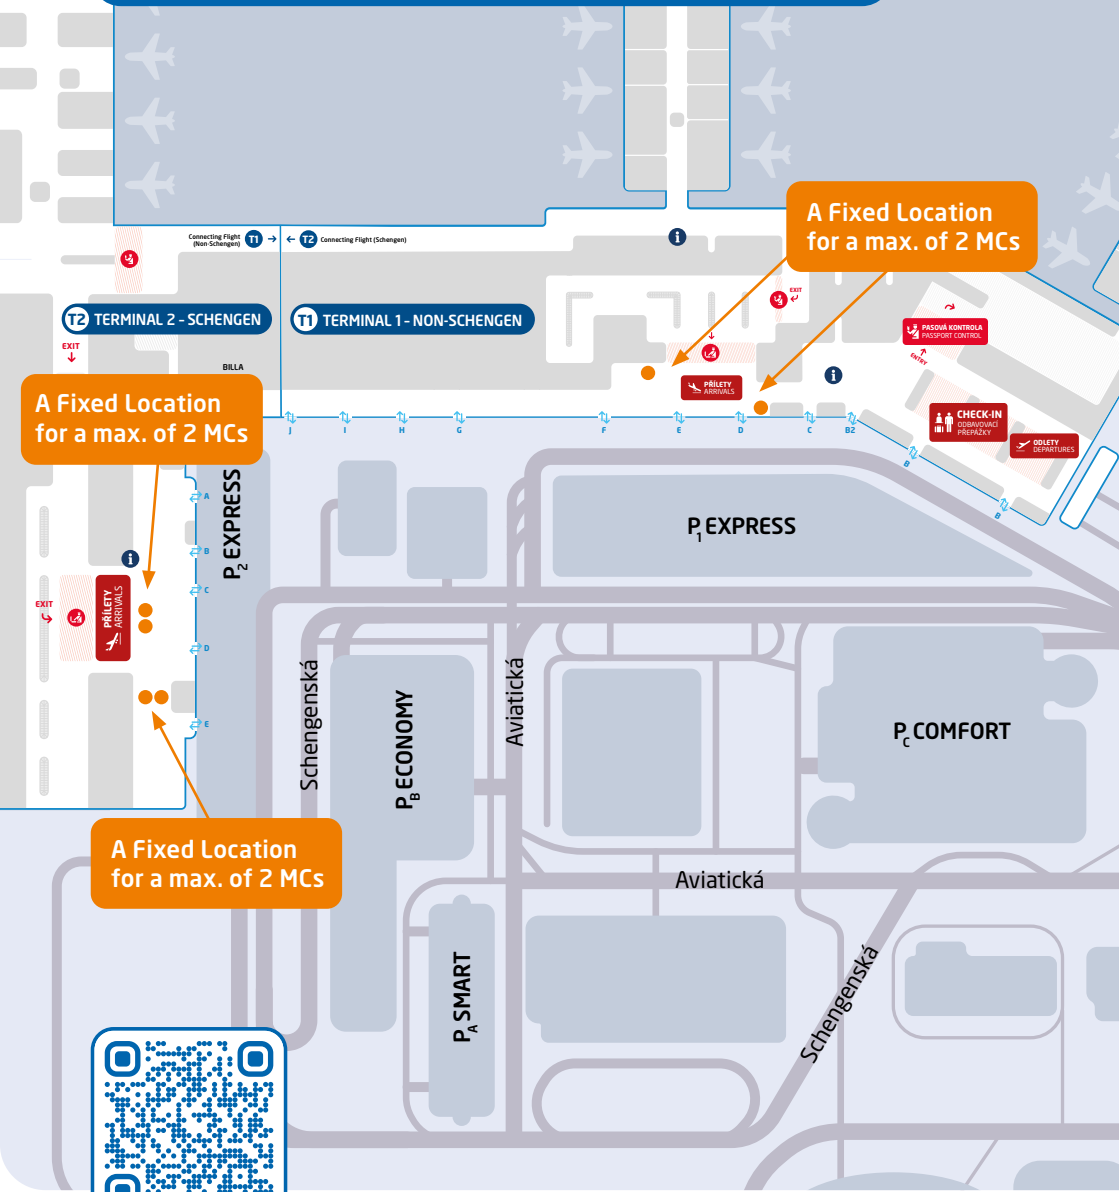 A Fixed Location
for a max. of 2 MCs
Connecting Flight
(Non-Schengen)
T1
T2
Connecting Flight (Schengen)
EXIT
T2 TERMINAL 2 – SCHENGEN
T1 TERMINAL 1 – NON-SCHENGEN
PASOVÁ KONTROLA
PASSPORT CONTROL
ENTRY
EXIT
BILLA
PŘÍLETY
ARRIVALS
A Fixed Location
for a max. of 2 MCs
CHECK-IN
ODBAVOVACÍ
PŘEPÁŽKY
ODLETY
DEPARTURES
J
I
H
G
F
E
D
C
B2
B
B
P2 EXPRESS
A
B
C
D
E
P1 EXPRESS
EXIT
PŘÍLETY
ARRIVALS
Schengenská
PB ECONOMY
Aviatická
PC COMFORT
A Fixed Location
for a max. of 2 MCs
Aviatická
PA SMART
Schengenská